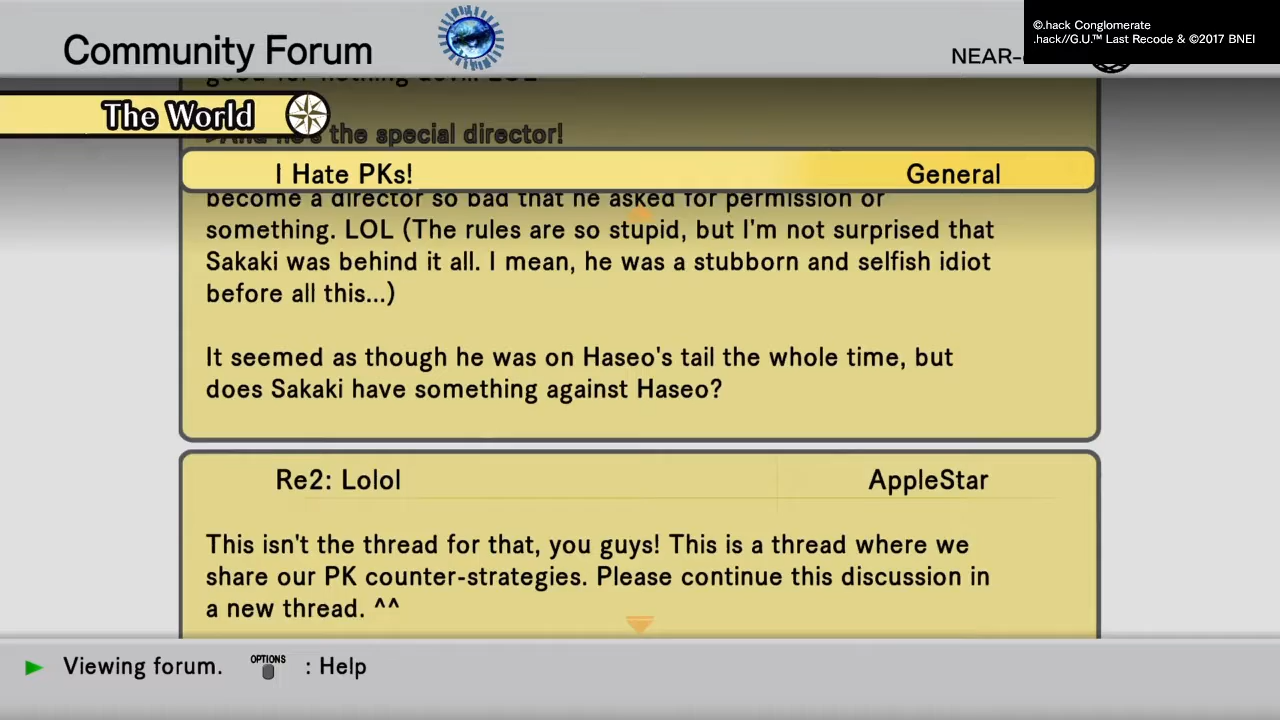 ©.hack Conglomerate
.hack//G.U.™ Last Recode & ©2017 BNEI
Community Forum
NEAR-
The World
the special director!
I Hate PKs! General
become a director so bad that he asked for permission or
something. LOL (The rules are so stupid, but I'm not surprised that
Sakaki was behind it all. I mean, he was a stubborn and selfish idiot
before all this...)
It seemed as though he was on Haseo's tail the whole time, but
does Sakaki have something against Haseo?
Re2: Lolol AppleStar
This isn't the thread for that, you guys! This is a thread where we
share our PK counter-strategies. Please continue this discussion in
a new thread. ^^
Viewing forum. OPTIONS : Help